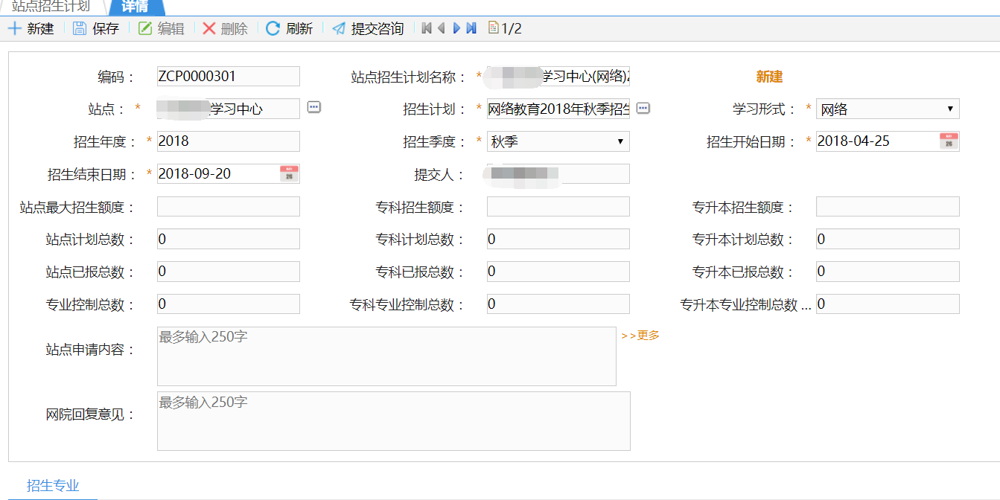 站点招生计划 详情
新建 保存 编辑 删除 刷新 提交咨询 1/2
编码： ZCP0000301 站点招生计划名称： * 学习中心(网络)2 新建
站点： * 学习中心 招生计划： * 网络教育2018年秋季招生 学习形式： * 网络
招生年度： * 2018 招生季度： * 秋季 招生开始日期： * 2018-04-25
招生结束日期： * 2018-09-20 提交人：
站点最大招生额度： 专科招生额度： 专升本招生额度：
站点计划总数： 0 专科计划总数： 0 专升本计划总数： 0
站点已报总数： 0 专科已报总数： 0 专升本已报总数： 0
专业控制总数： 0 专科专业控制总数： 0 专升本专业控制总数 ... 0
站点申请内容： 最多输入250字 >>更多
网院回复意见： 最多输入250字
招生专业